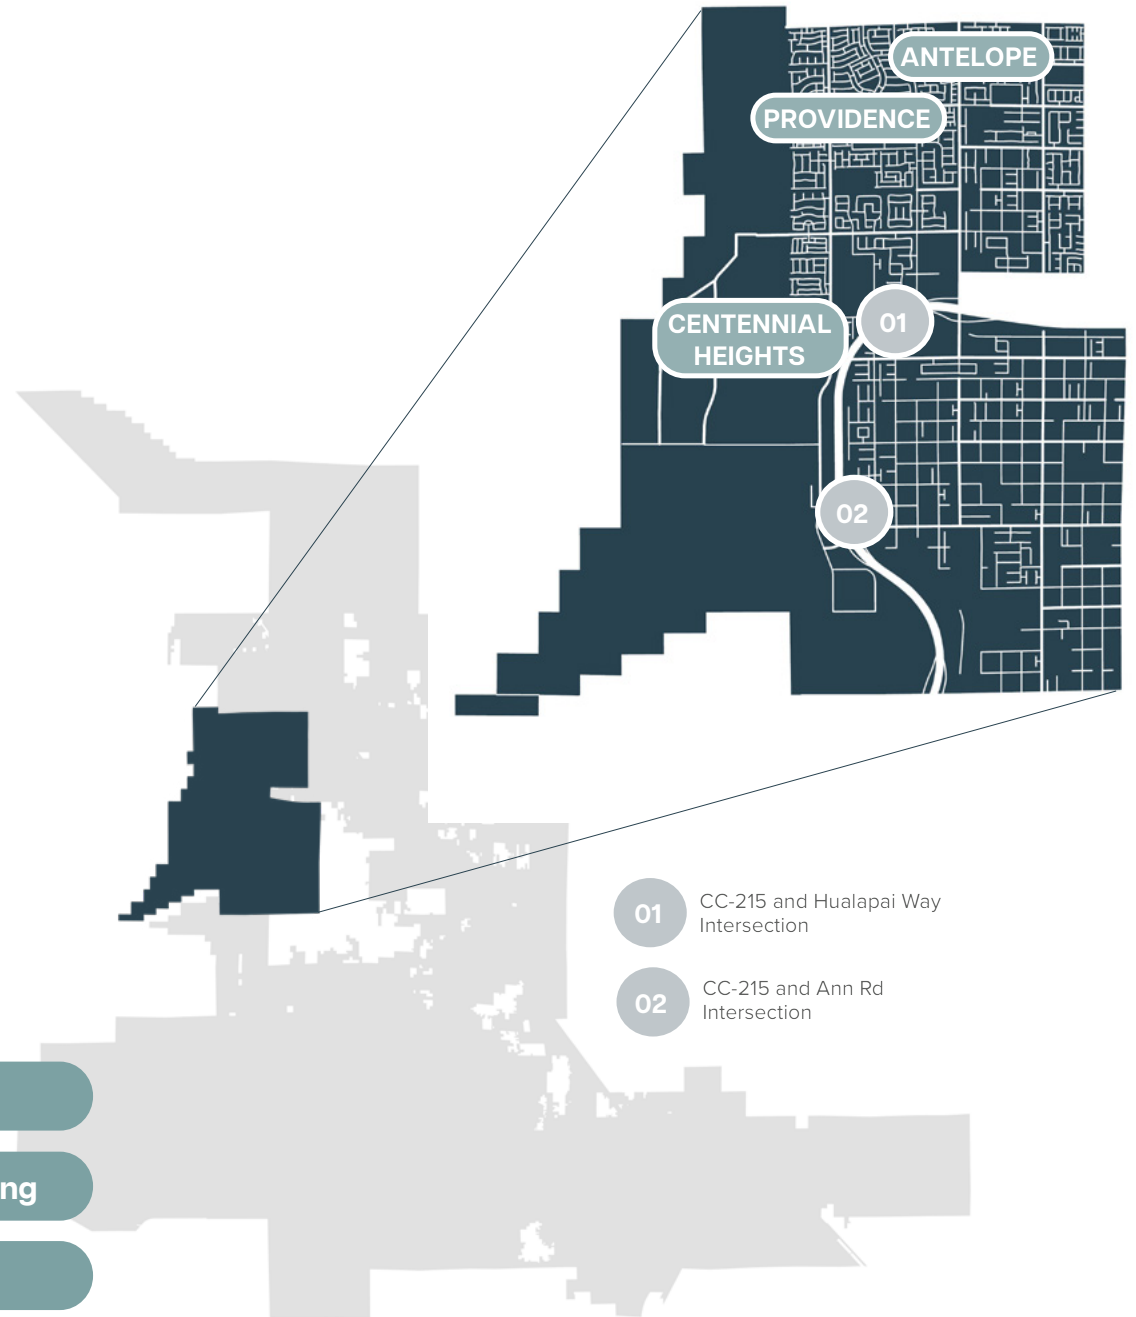 ANTELOPE
PROVIDENCE
CENTENNIAL
HEIGHTS
01
02
01
CC-215 and Hualapai Way
Intersection
02
CC-215 and Ann Rd
Intersection
ng